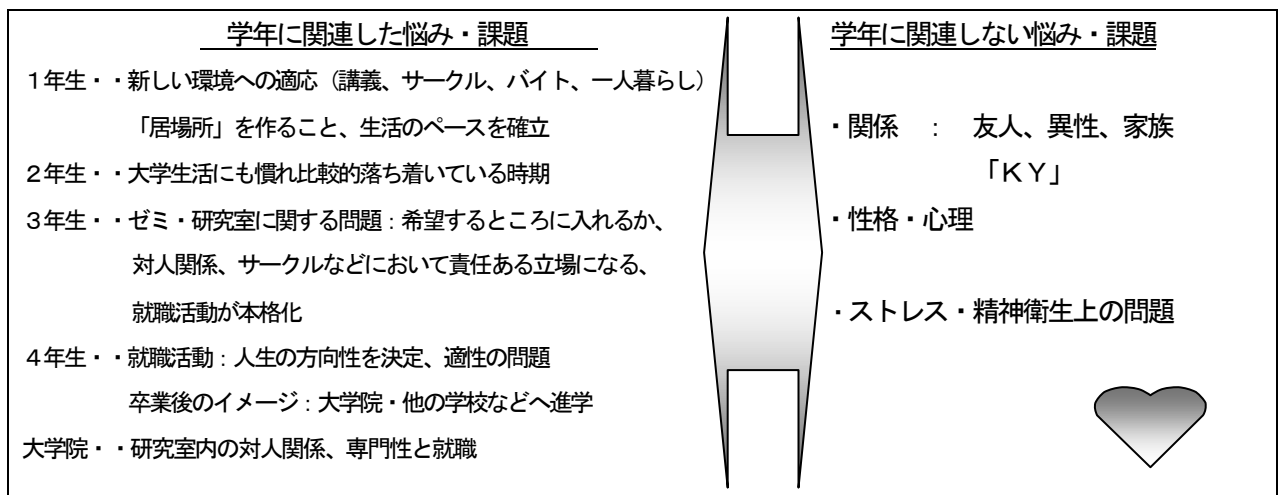 学年に関連した悩み・課題
1年生・・新しい環境への適応（講義、サークル、バイト、一人暮らし）
「居場所」を作ること、生活のペースを確立
2年生・・大学生活にも慣れ比較的落ち着いている時期
3年生・・ゼミ・研究室に関する問題：希望するところに入れるか、
対人関係、サークルなどにおいて責任ある立場になる、
就職活動が本格化
4年生・・就職活動：人生の方向性を決定、適性の問題
卒業後のイメージ：大学院・他の学校などへ進学
大学院・・研究室内の対人関係、専門性と就職
学年に関連しない悩み・課題
・関係　：　友人、異性、家族
「KY」
・性格・心理
・ストレス・精神衛生上の問題